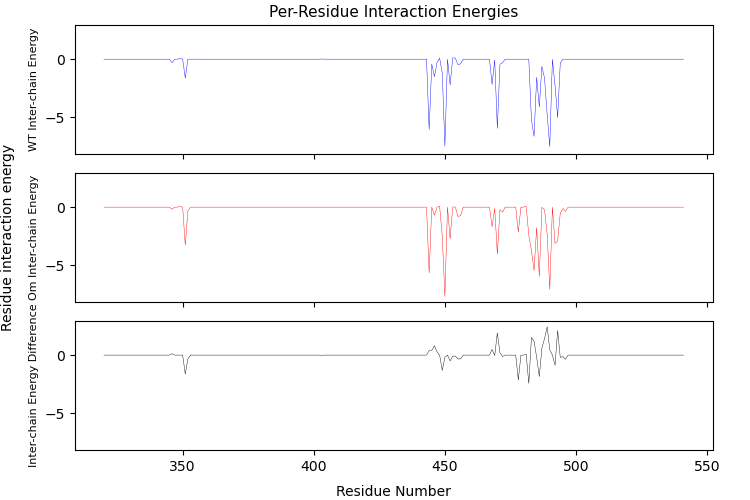 Per-Residue Interaction Energies
Residue interaction energy
WT Inter-chain Energy
0
−5
Om Inter-chain Energy
0
−5
Inter-chain Energy Difference
0
−5
350
400
450
500
550
Residue Number